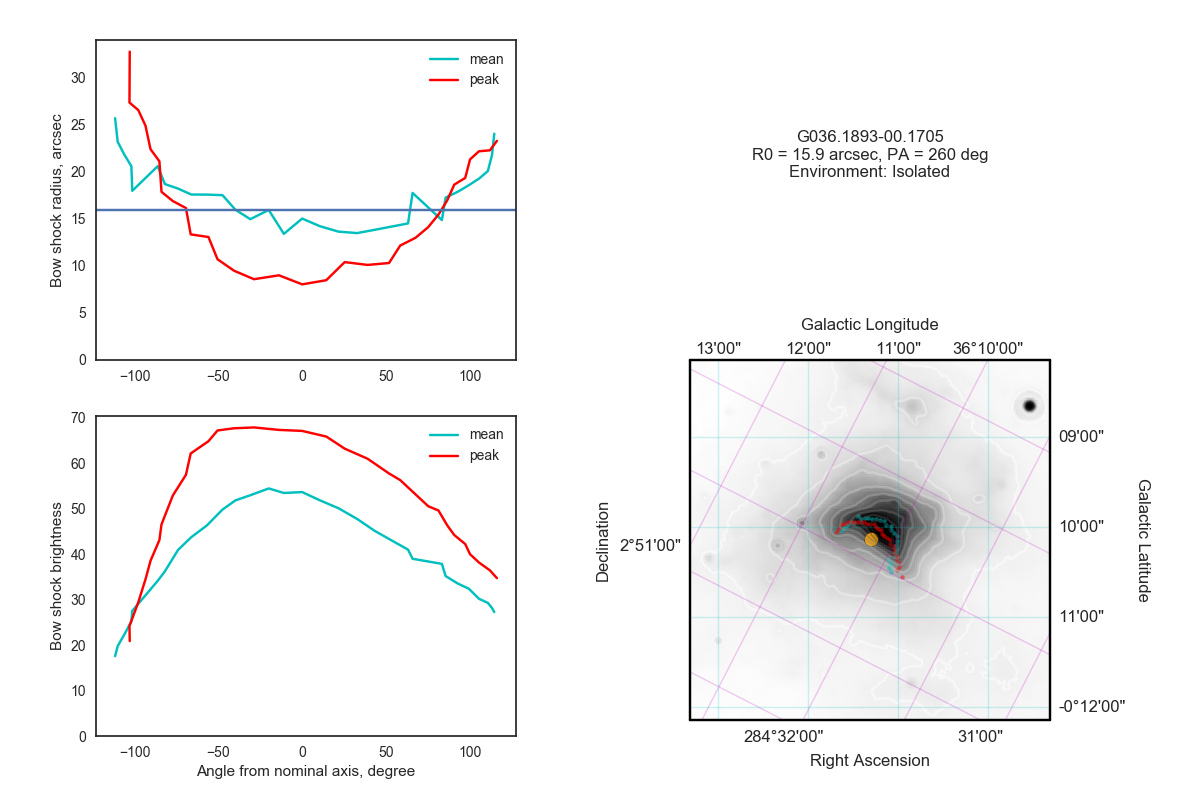 Bow shock radius, arcsec
30
25
20
15
10
5
0
−100
−50
0
50
100
mean
peak
Bow shock brightness
70
60
50
40
30
20
10
0
−100
−50
0
50
100
Angle from nominal axis, degree
mean
peak
G036.1893-00.1705
R0 = 15.9 arcsec, PA = 260 deg
Environment: Isolated
Galactic Longitude
13'00" 12'00" 11'00" 36°10'00"
09'00"
10'00"
11'00"
-0°12'00"
Galactic Latitude
Declination
2°51'00"
284°32'00" 31'00"
Right Ascension